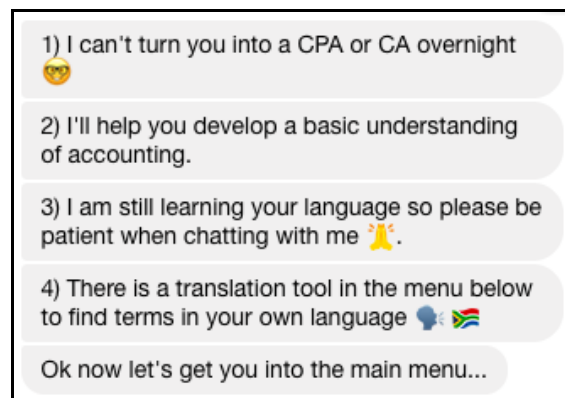 1) I can't turn you into a CPA or CA overnight
🤓
2) I'll help you develop a basic understanding
of accounting.
3) I am still learning your language so please be
patient when chatting with me 🙏.
4) There is a translation tool in the menu below
to find terms in your own language 🗣️ 🇿🇦
Ok now let's get you into the main menu...